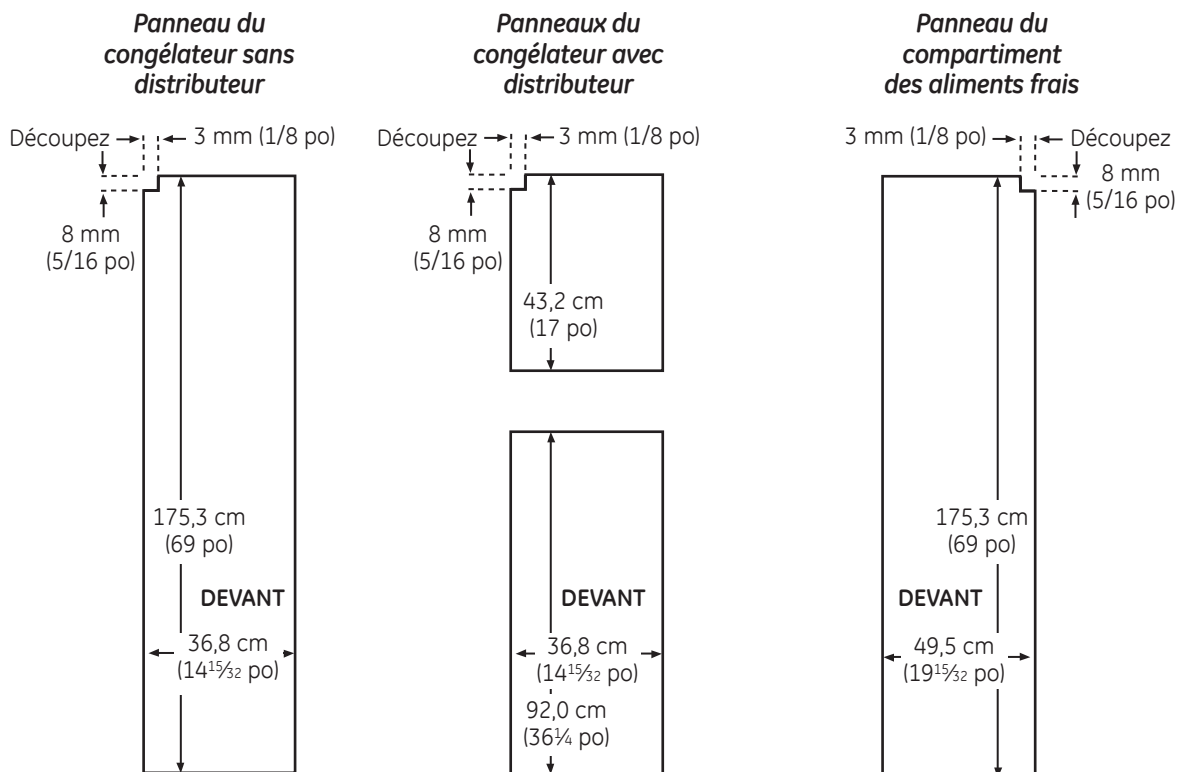 Panneau du
congélateur sans
distributeur
Découpez
3 mm (1/8 po)
8 mm
(5/16 po)
175,3 cm
(69 po)
DEVANT
36,8 cm
(14 15/32 po)
Panneaux du
congélateur avec
distributeur
Découpez
3 mm (1/8 po)
8 mm
(5/16 po)
43,2 cm
(17 po)
DEVANT
36,8 cm
(14 15/32 po)
92,0 cm
(36 1/4 po)
Panneau du
compartiment
des aliments frais
3 mm (1/8 po)
Découpez
8 mm
(5/16 po)
175,3 cm
(69 po)
DEVANT
49,5 cm
(19 15/32 po)